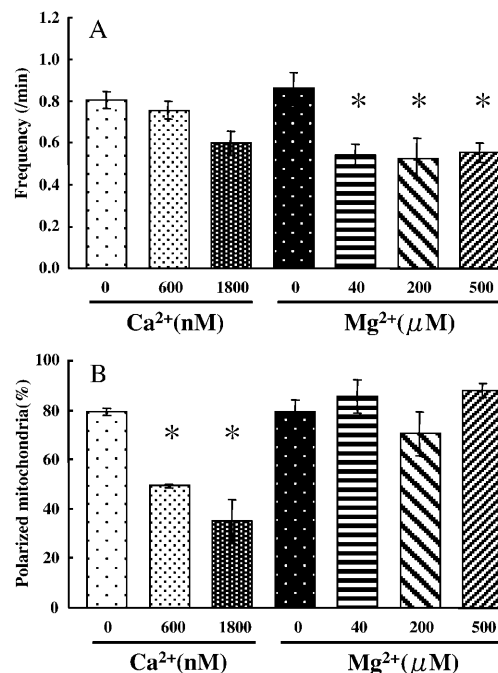 A
Frequency (/min)
1.2
1.0
0.8
0.6
0.4
0.2
0.0
* * *
0 600 1800 0 40 200 500
Ca²⁺(nM) Mg²⁺(μM)
B
Polarized mitochondria(%)
100
80
60
40
20
0
* *
0 600 1800 0 40 200 500
Ca²⁺(nM) Mg²⁺(μM)